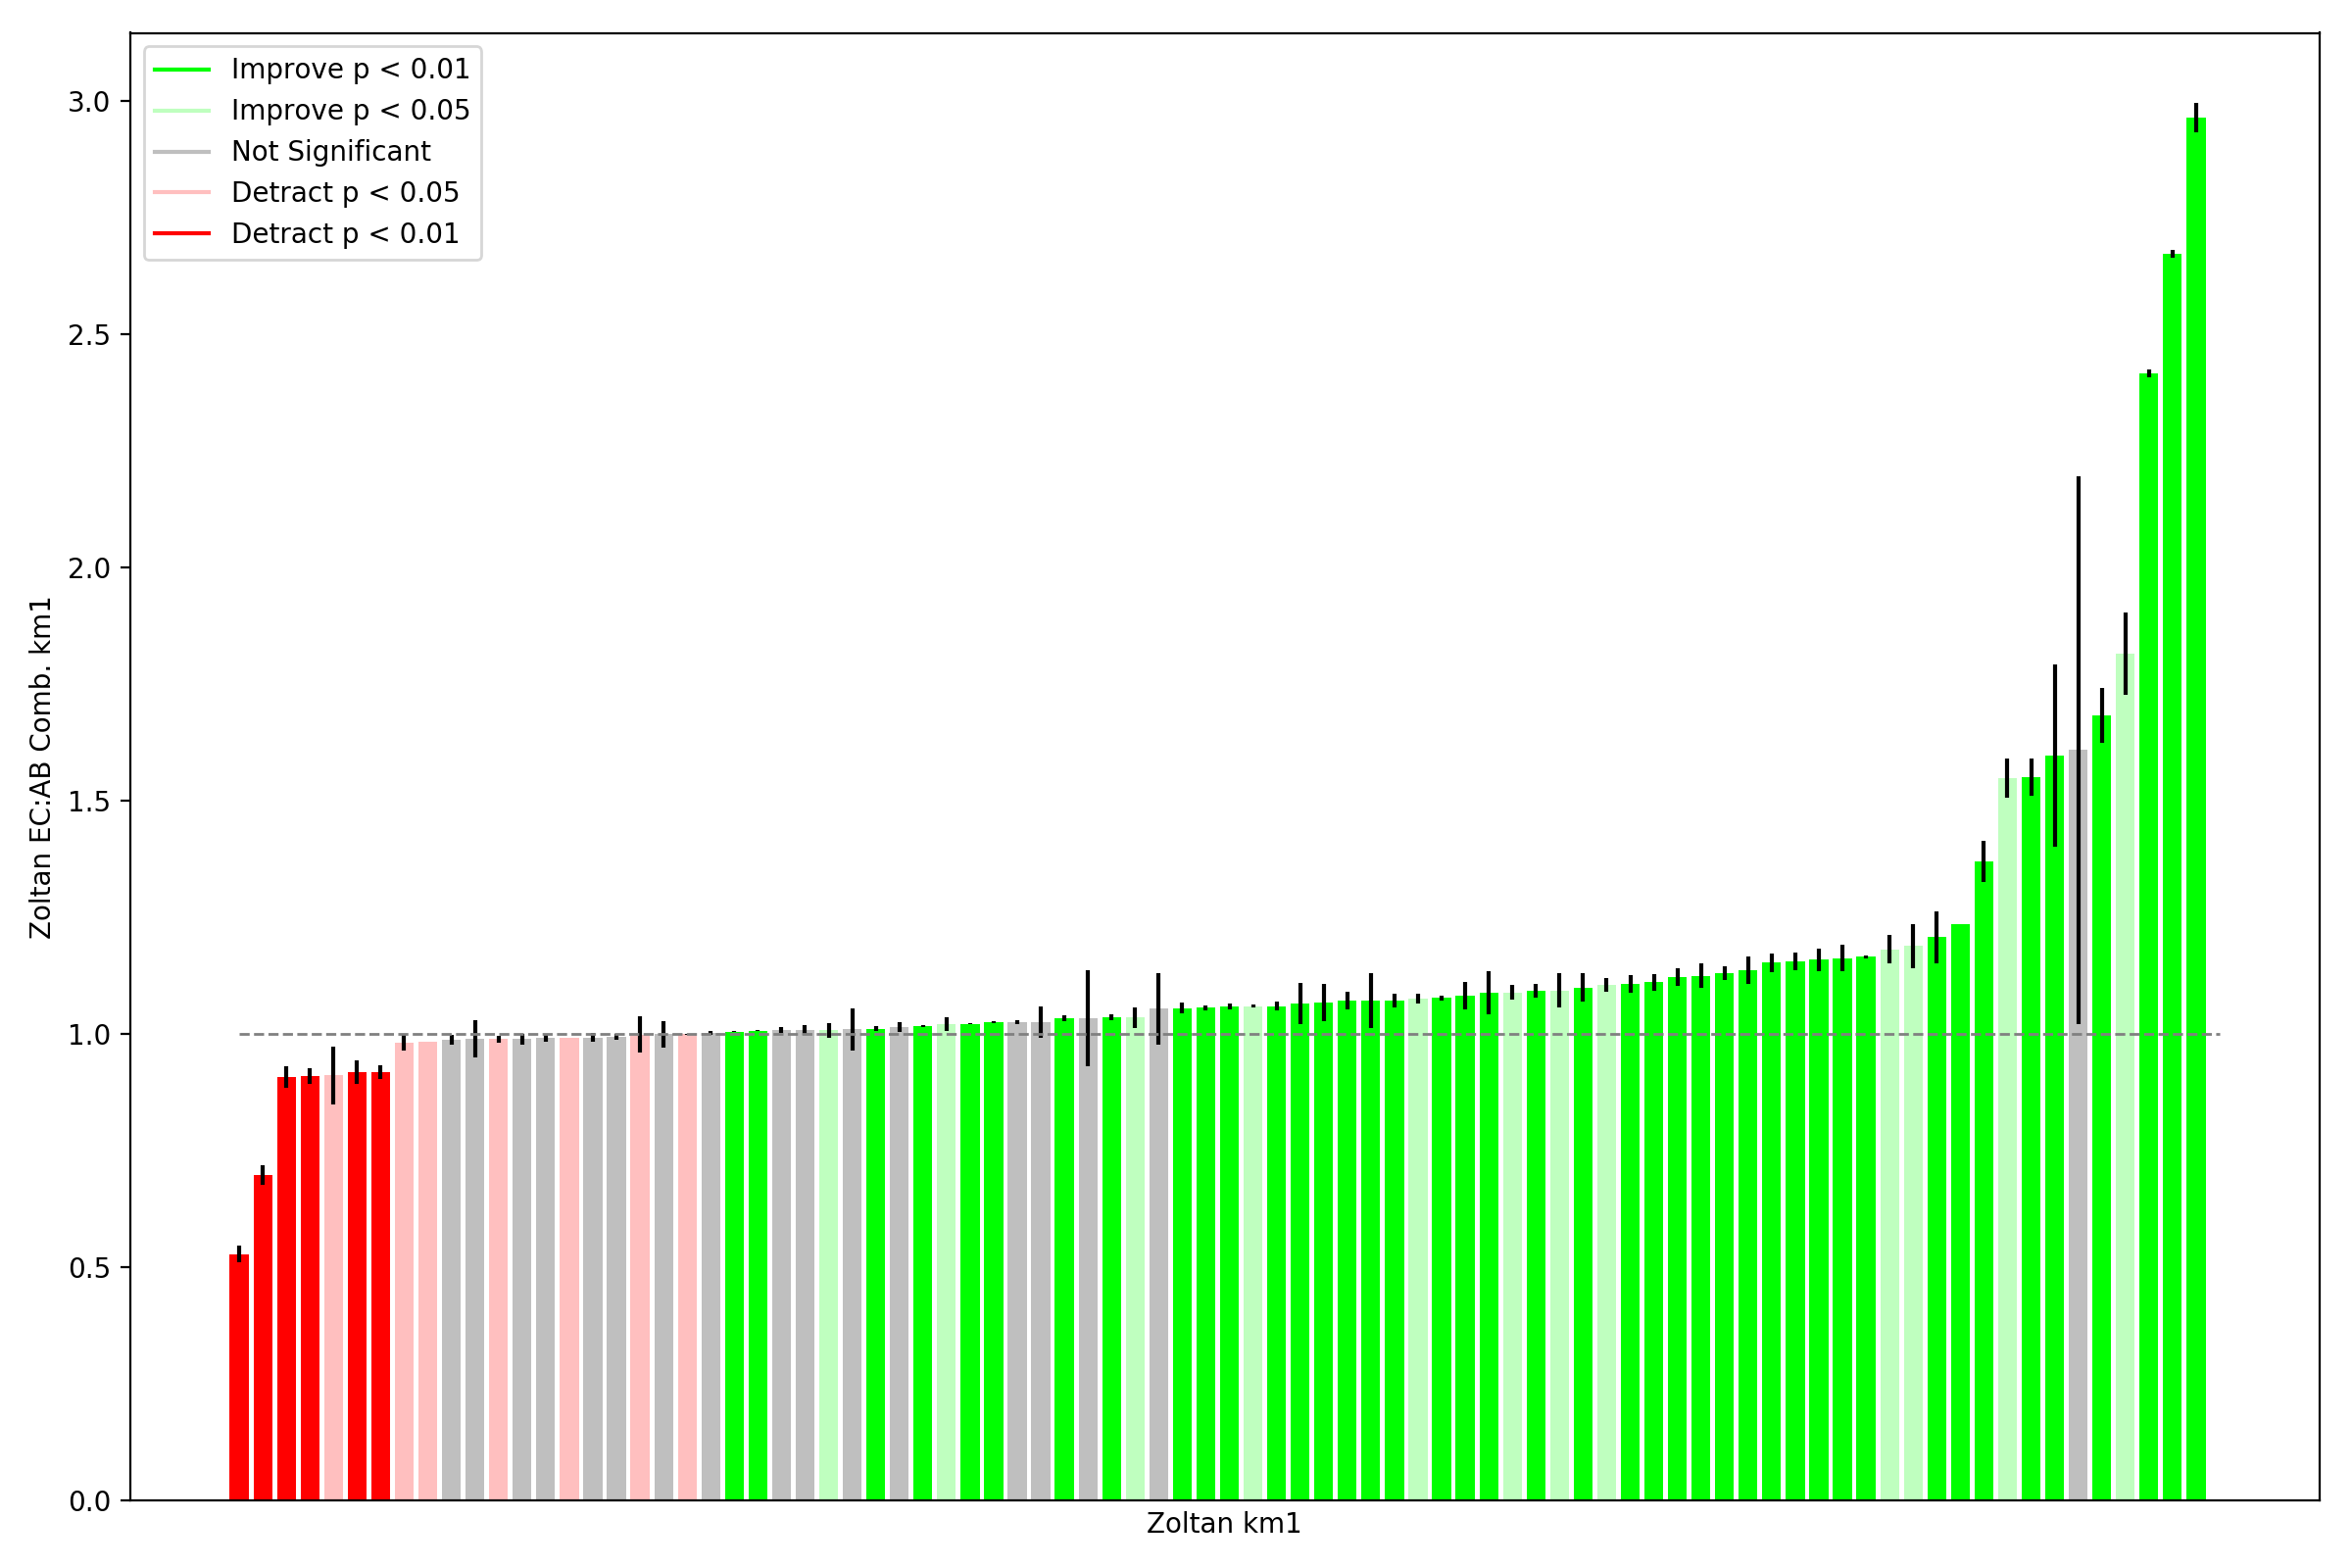 Improve p < 0.01
Improve p < 0.05
Not Significant
Detract p < 0.05
Detract p < 0.01
3.0
2.5
2.0
1.5
1.0
0.5
0.0
Zoltan EC:AB Comb. km1
Zoltan km1